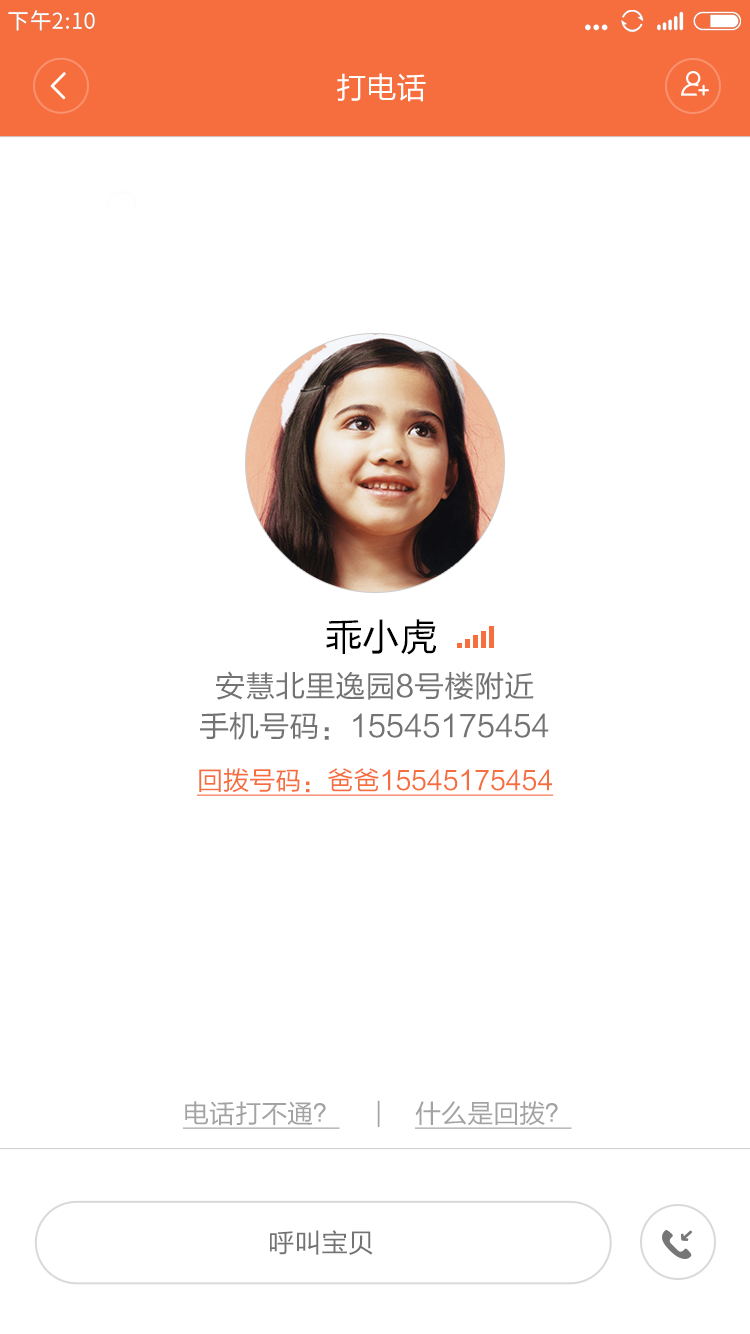 下午2:10
打电话
乖小虎
安慧北里逸园8号楼附近
手机号码：15545175454
回拨号码：爸爸15545175454
电话打不通？ | 什么是回拨？
呼叫宝贝